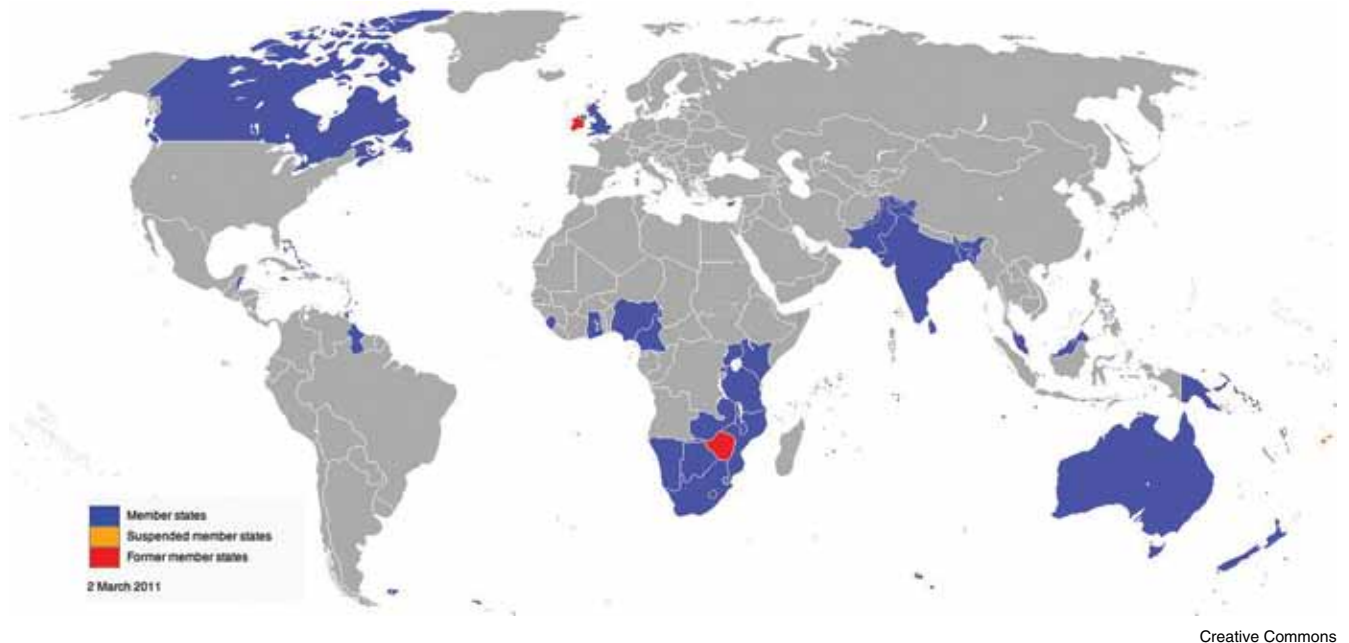 Member states
Suspended member states
Former member states
2 March 2011
Creative Commons